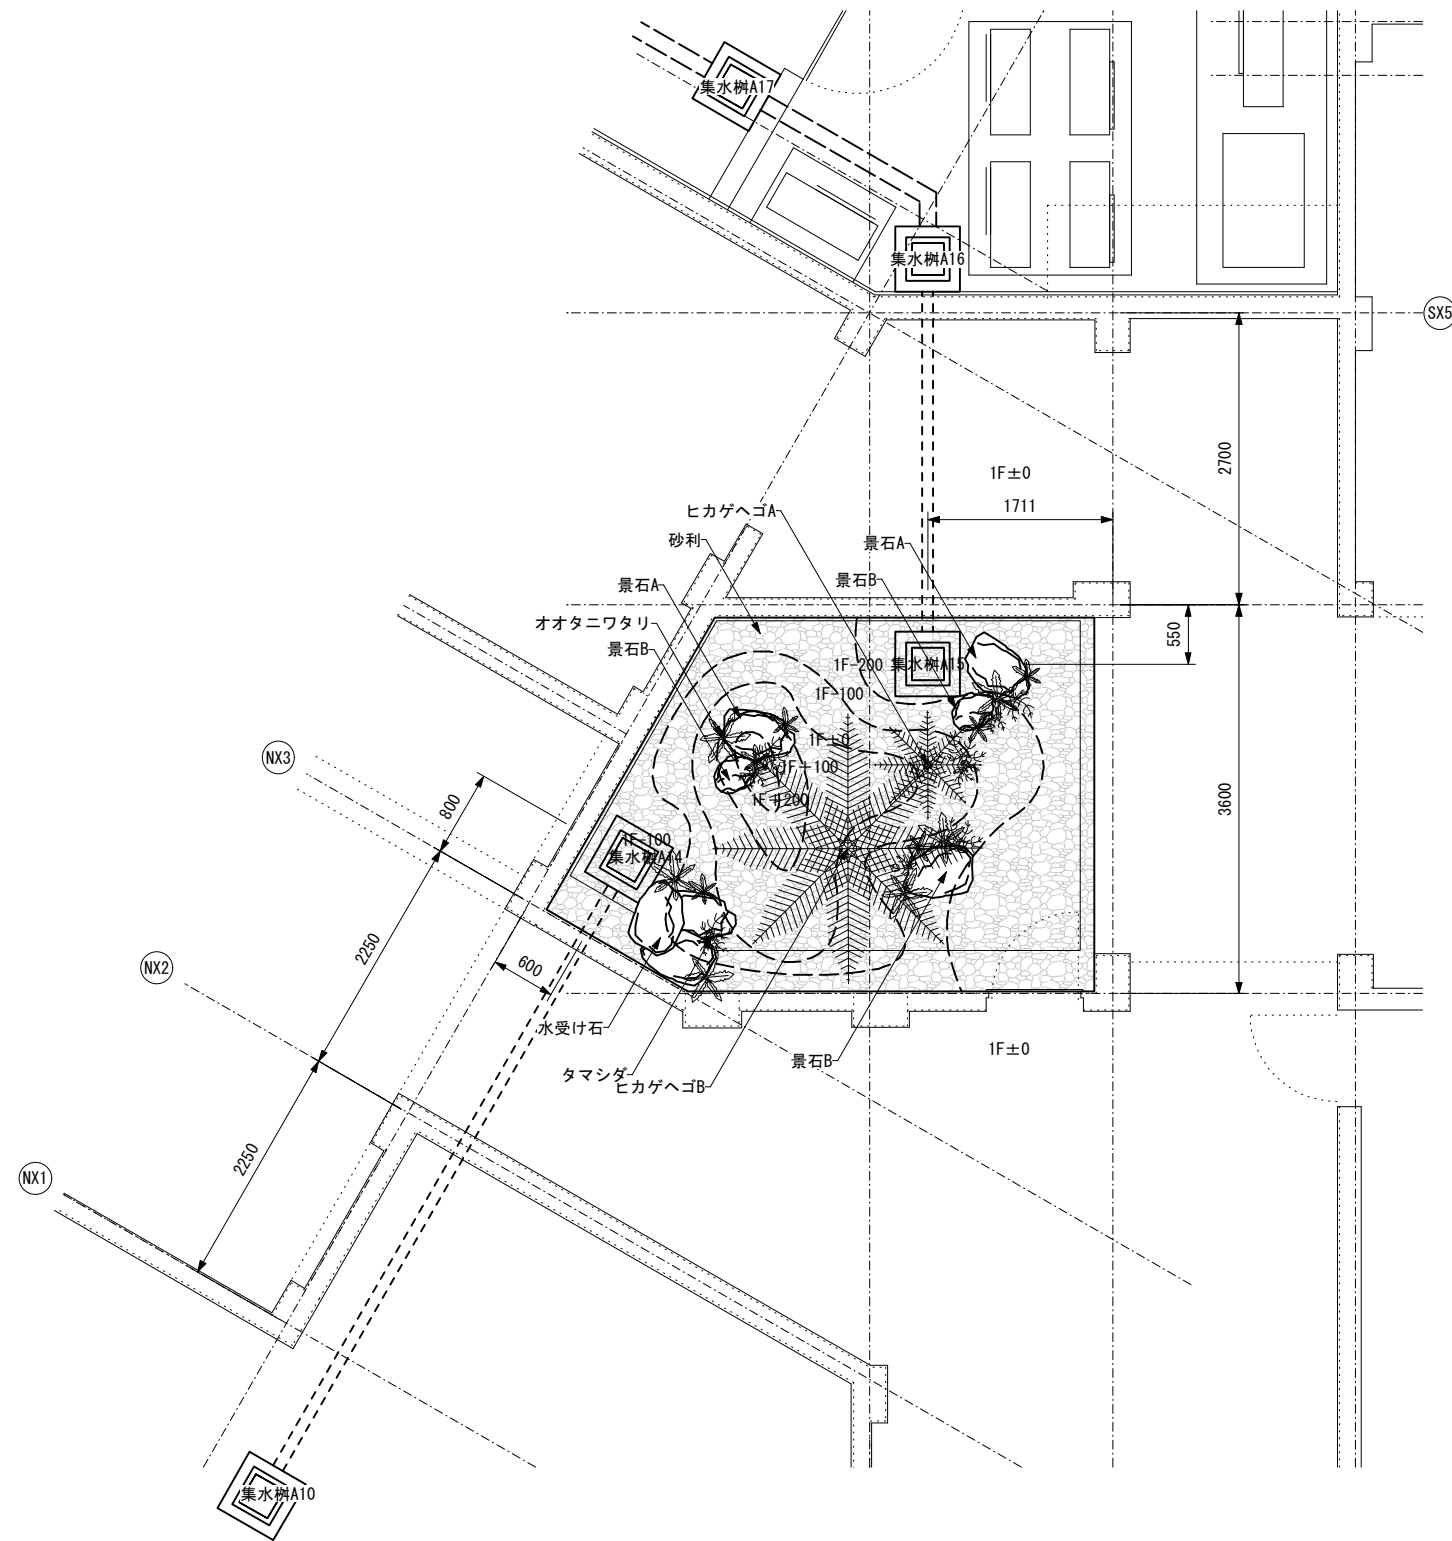 集水桝A17
集水桝A16
SX5
2700
1F±0
1711
ヒカゲヘゴA
砂利
景石A
景石A
景石B
オオタニワタリ
景石B
550
1F-200
集水桝A15
1F-100
1F±0
1F+100
1F+200
NX3
800
3600
1F-100
集水桝A14
2250
NX2
600
水受け石
1F±0
景石B
タマシダ
ヒカゲヘゴB
2250
NX1
集水桝A10